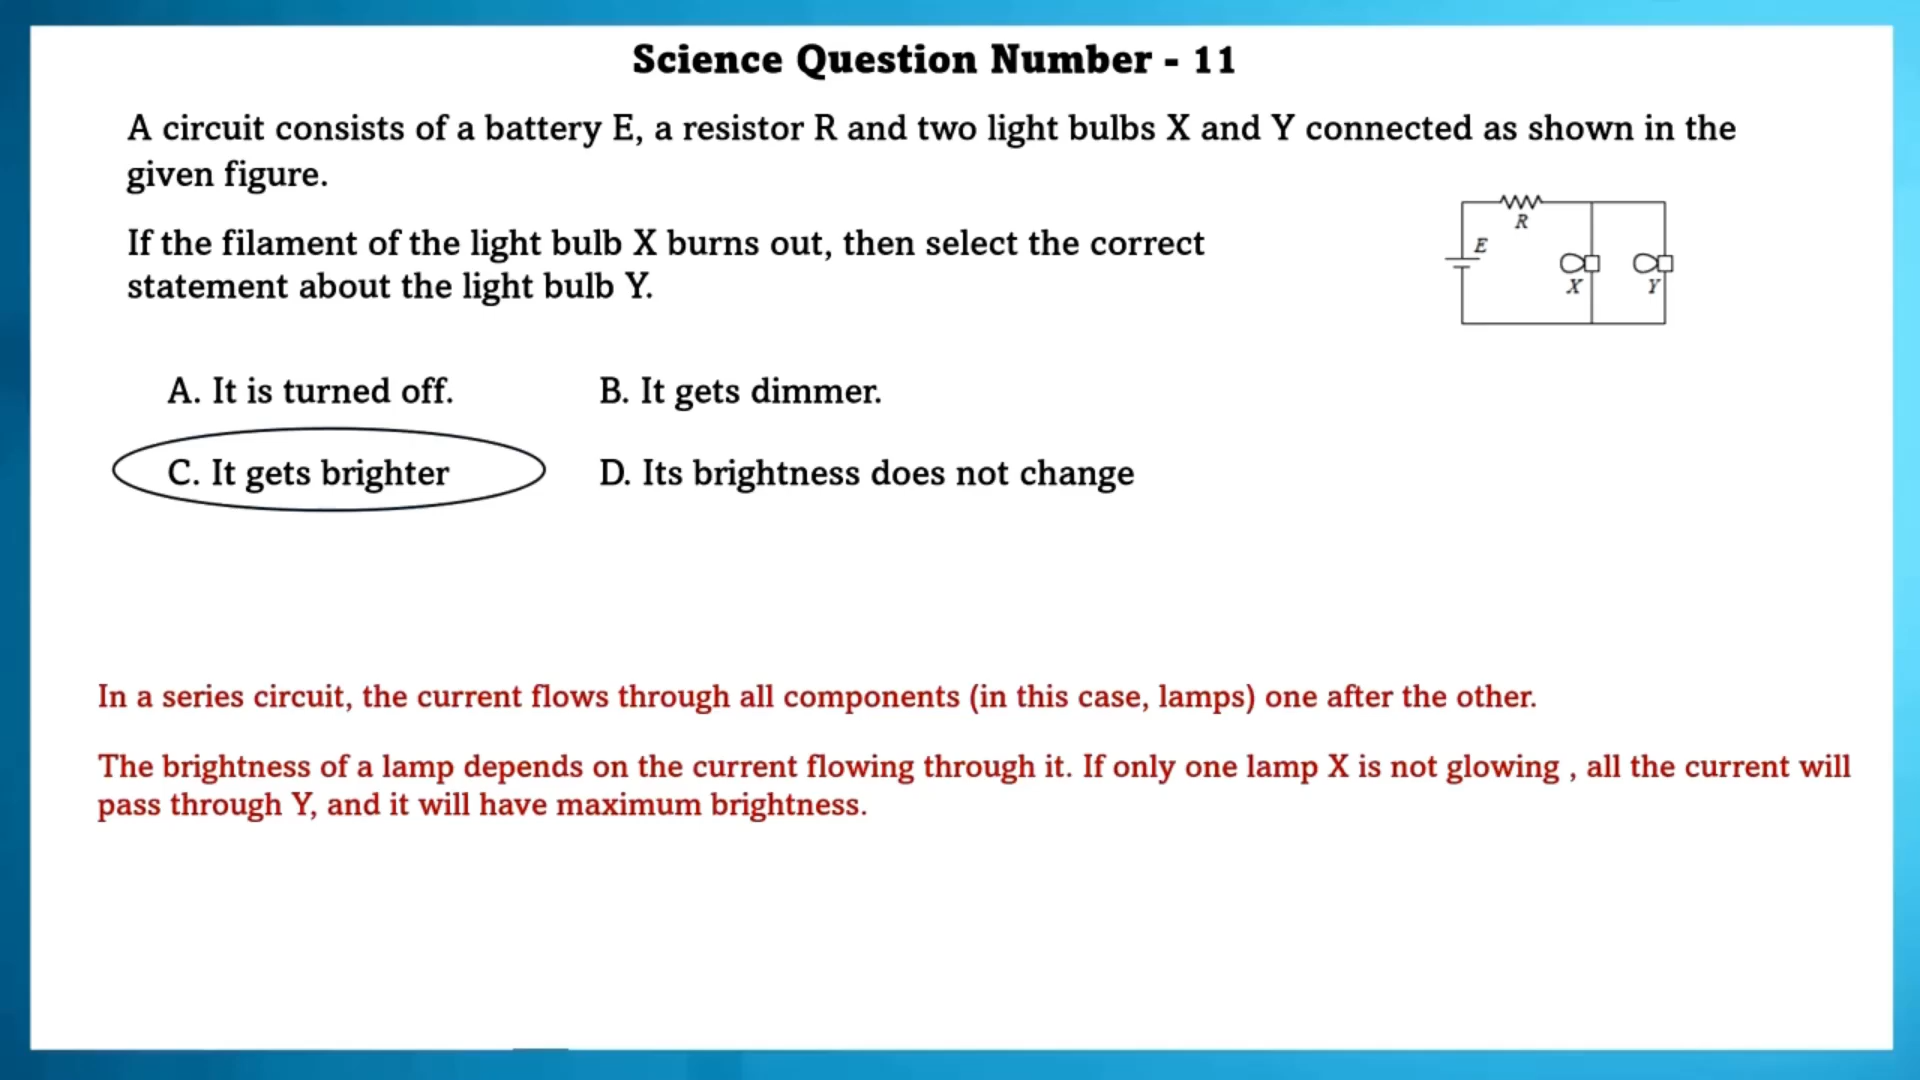 Science Question Number - 11
A circuit consists of a battery E, a resistor R and two light bulbs X and Y connected as shown in the
given figure.
If the filament of the light bulb X burns out, then select the correct
statement about the light bulb Y.
R
E
X
Y
A. It is turned off.
B. It gets dimmer.
C. It gets brighter
D. Its brightness does not change
In a series circuit, the current flows through all components (in this case, lamps) one after the other.
The brightness of a lamp depends on the current flowing through it. If only one lamp X is not glowing , all the current will
pass through Y, and it will have maximum brightness.